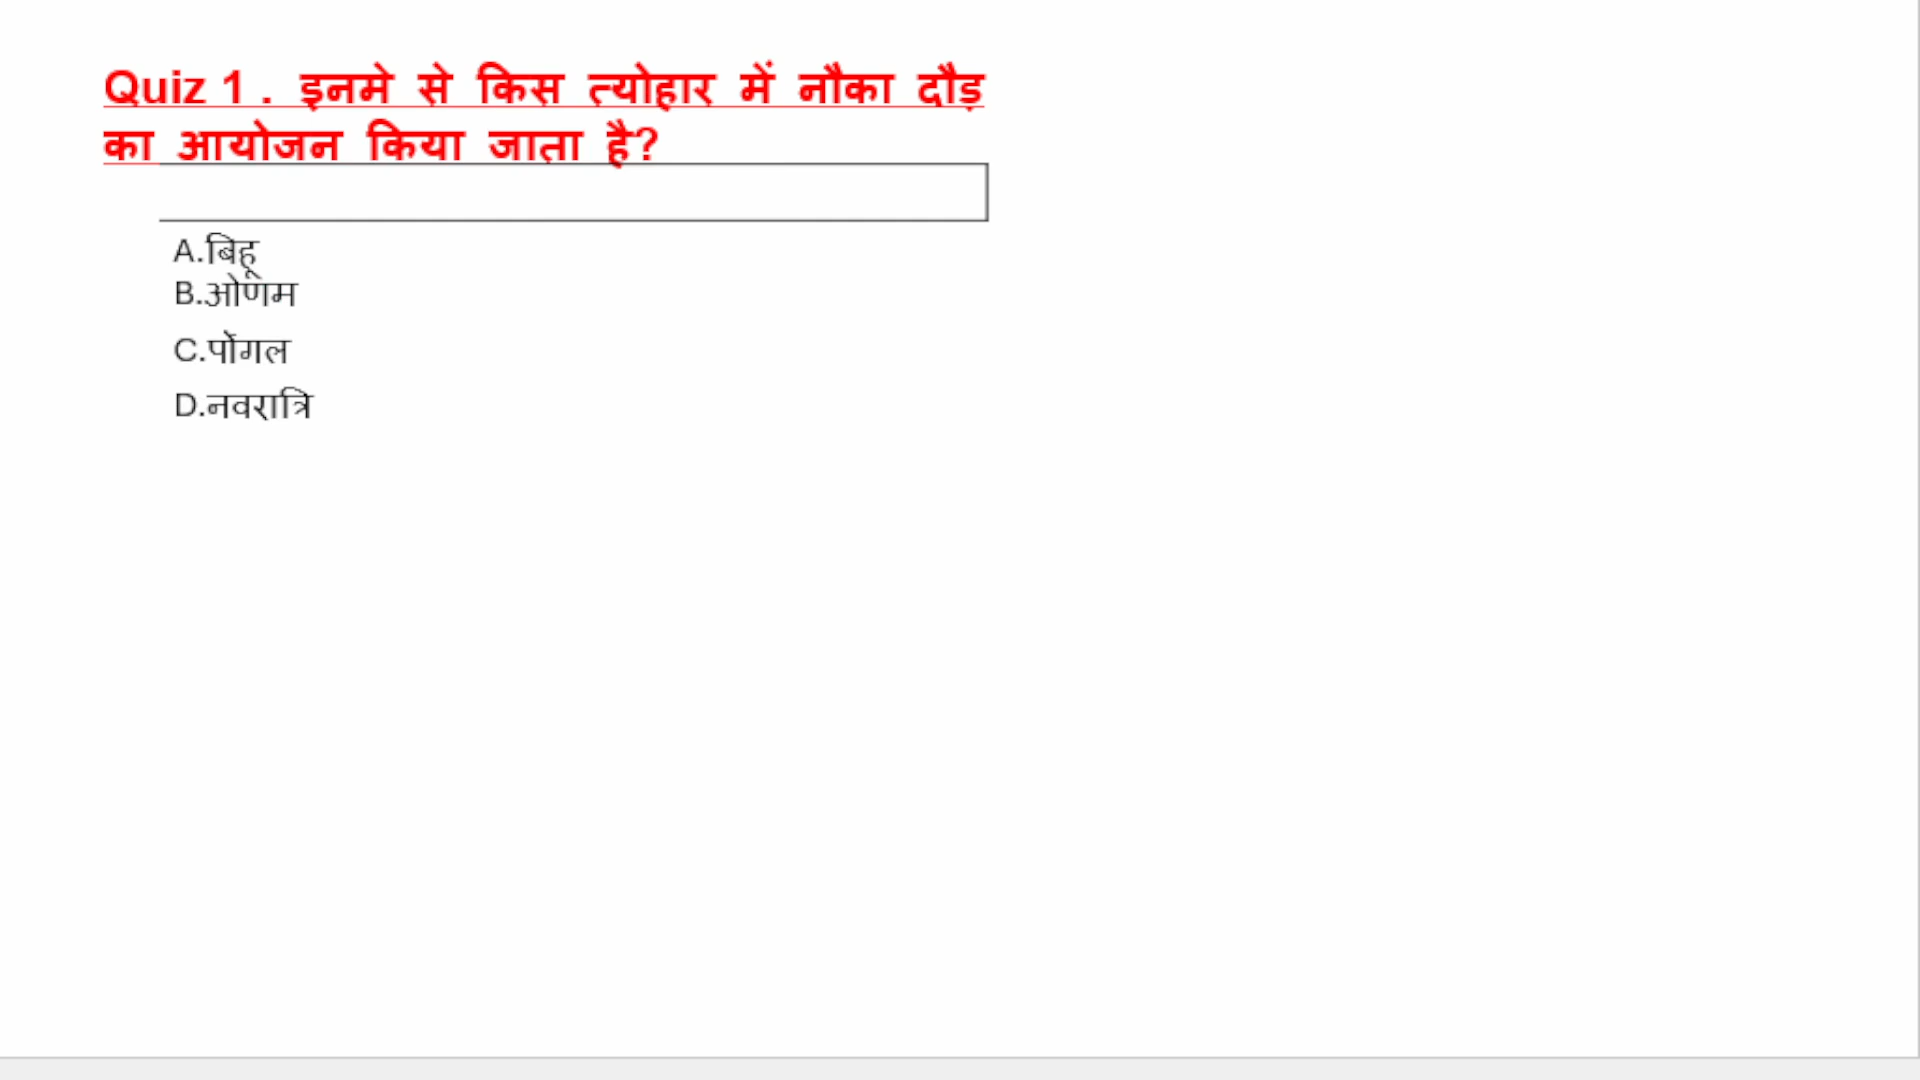 Quiz 1 . इनमे से किस त्योहार में नौका दौड़
का आयोजन किया जाता है?
A.बिहू
B.ओणम
C.पोंगल
D.नवरात्रि